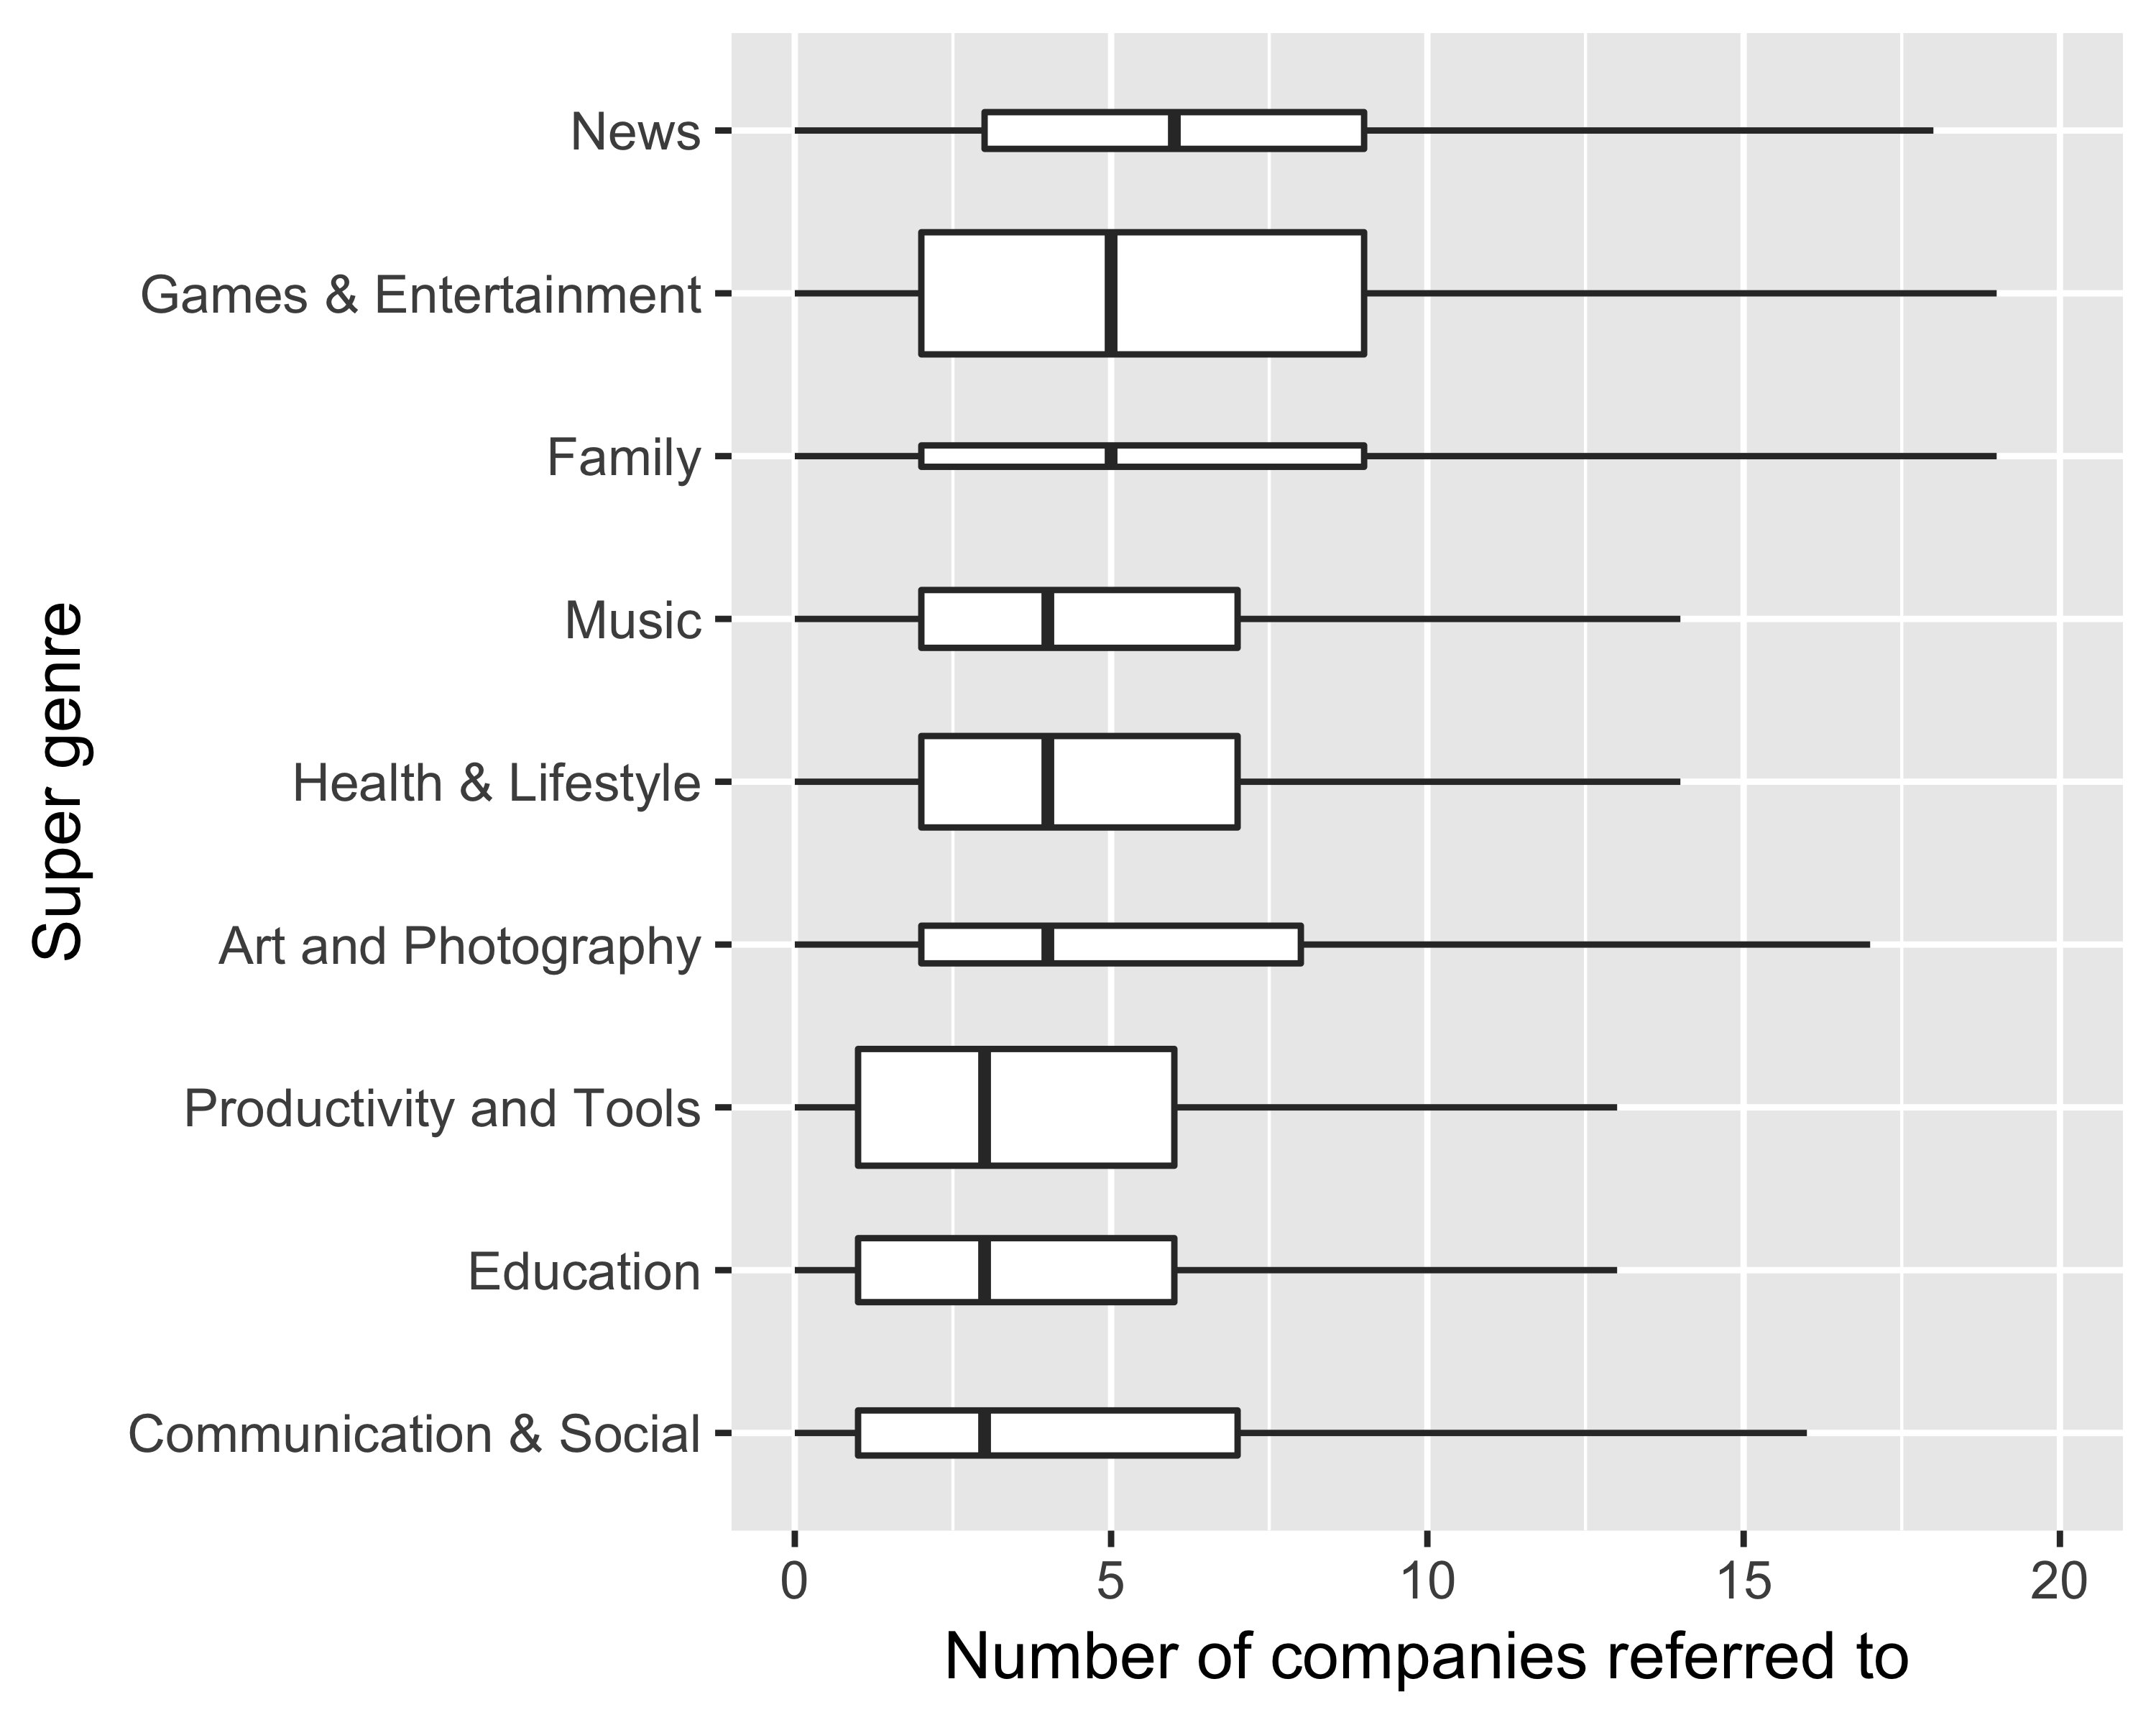 Super genre
News
Games & Entertainment
Family
Music
Health & Lifestyle
Art and Photography
Productivity and Tools
Education
Communication & Social
0 5 10 15 20
Number of companies referred to